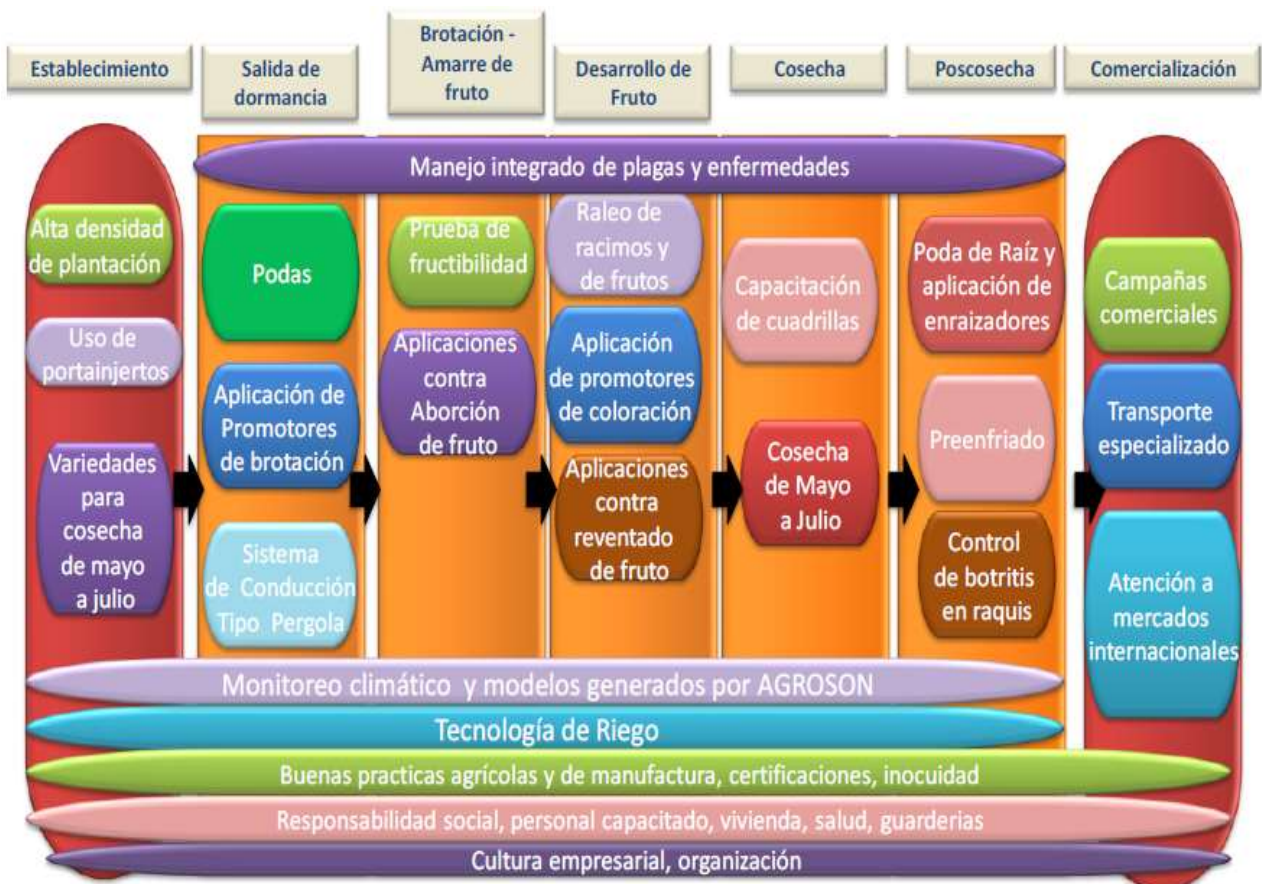 Establecimiento
Salida de
dormancia
Brotación -
Amarre de
fruto
Desarrollo de
Fruto
Cosecha
Poscosecha
Comercialización
Manejo integrado de plagas y enfermedades
Alta densidad
de plantación
Uso de
portainjertos
Variedades
para
cosecha
de mayo
a julio
Podas
Aplicación de
Promotores
de brotación
Sistema
de Conducción
Tipo Pergola
Prueba de
fructibilidad
Aplicaciones
contra
Aborción
de fruto
Raleo de
racimos y
de frutos
Aplicación
de promotores
de coloración
Aplicaciones
contra
reventado
de fruto
Capacitación
de cuadrillas
Cosecha
de Mayo
a Julio
Poda de Raíz y
aplicación de
enraizadores
Preenfriado
Control
de botritis
en raquis
Campañas
comerciales
Transporte
especializado
Atención a
mercados
internacionales
Monitoreo climático y modelos generados por AGROSON
Tecnología de Riego
Buenas practicas agrícolas y de manufactura, certificaciones, inocuidad
Responsabilidad social, personal capacitado, vivienda, salud, guarderias
Cultura empresarial, organización